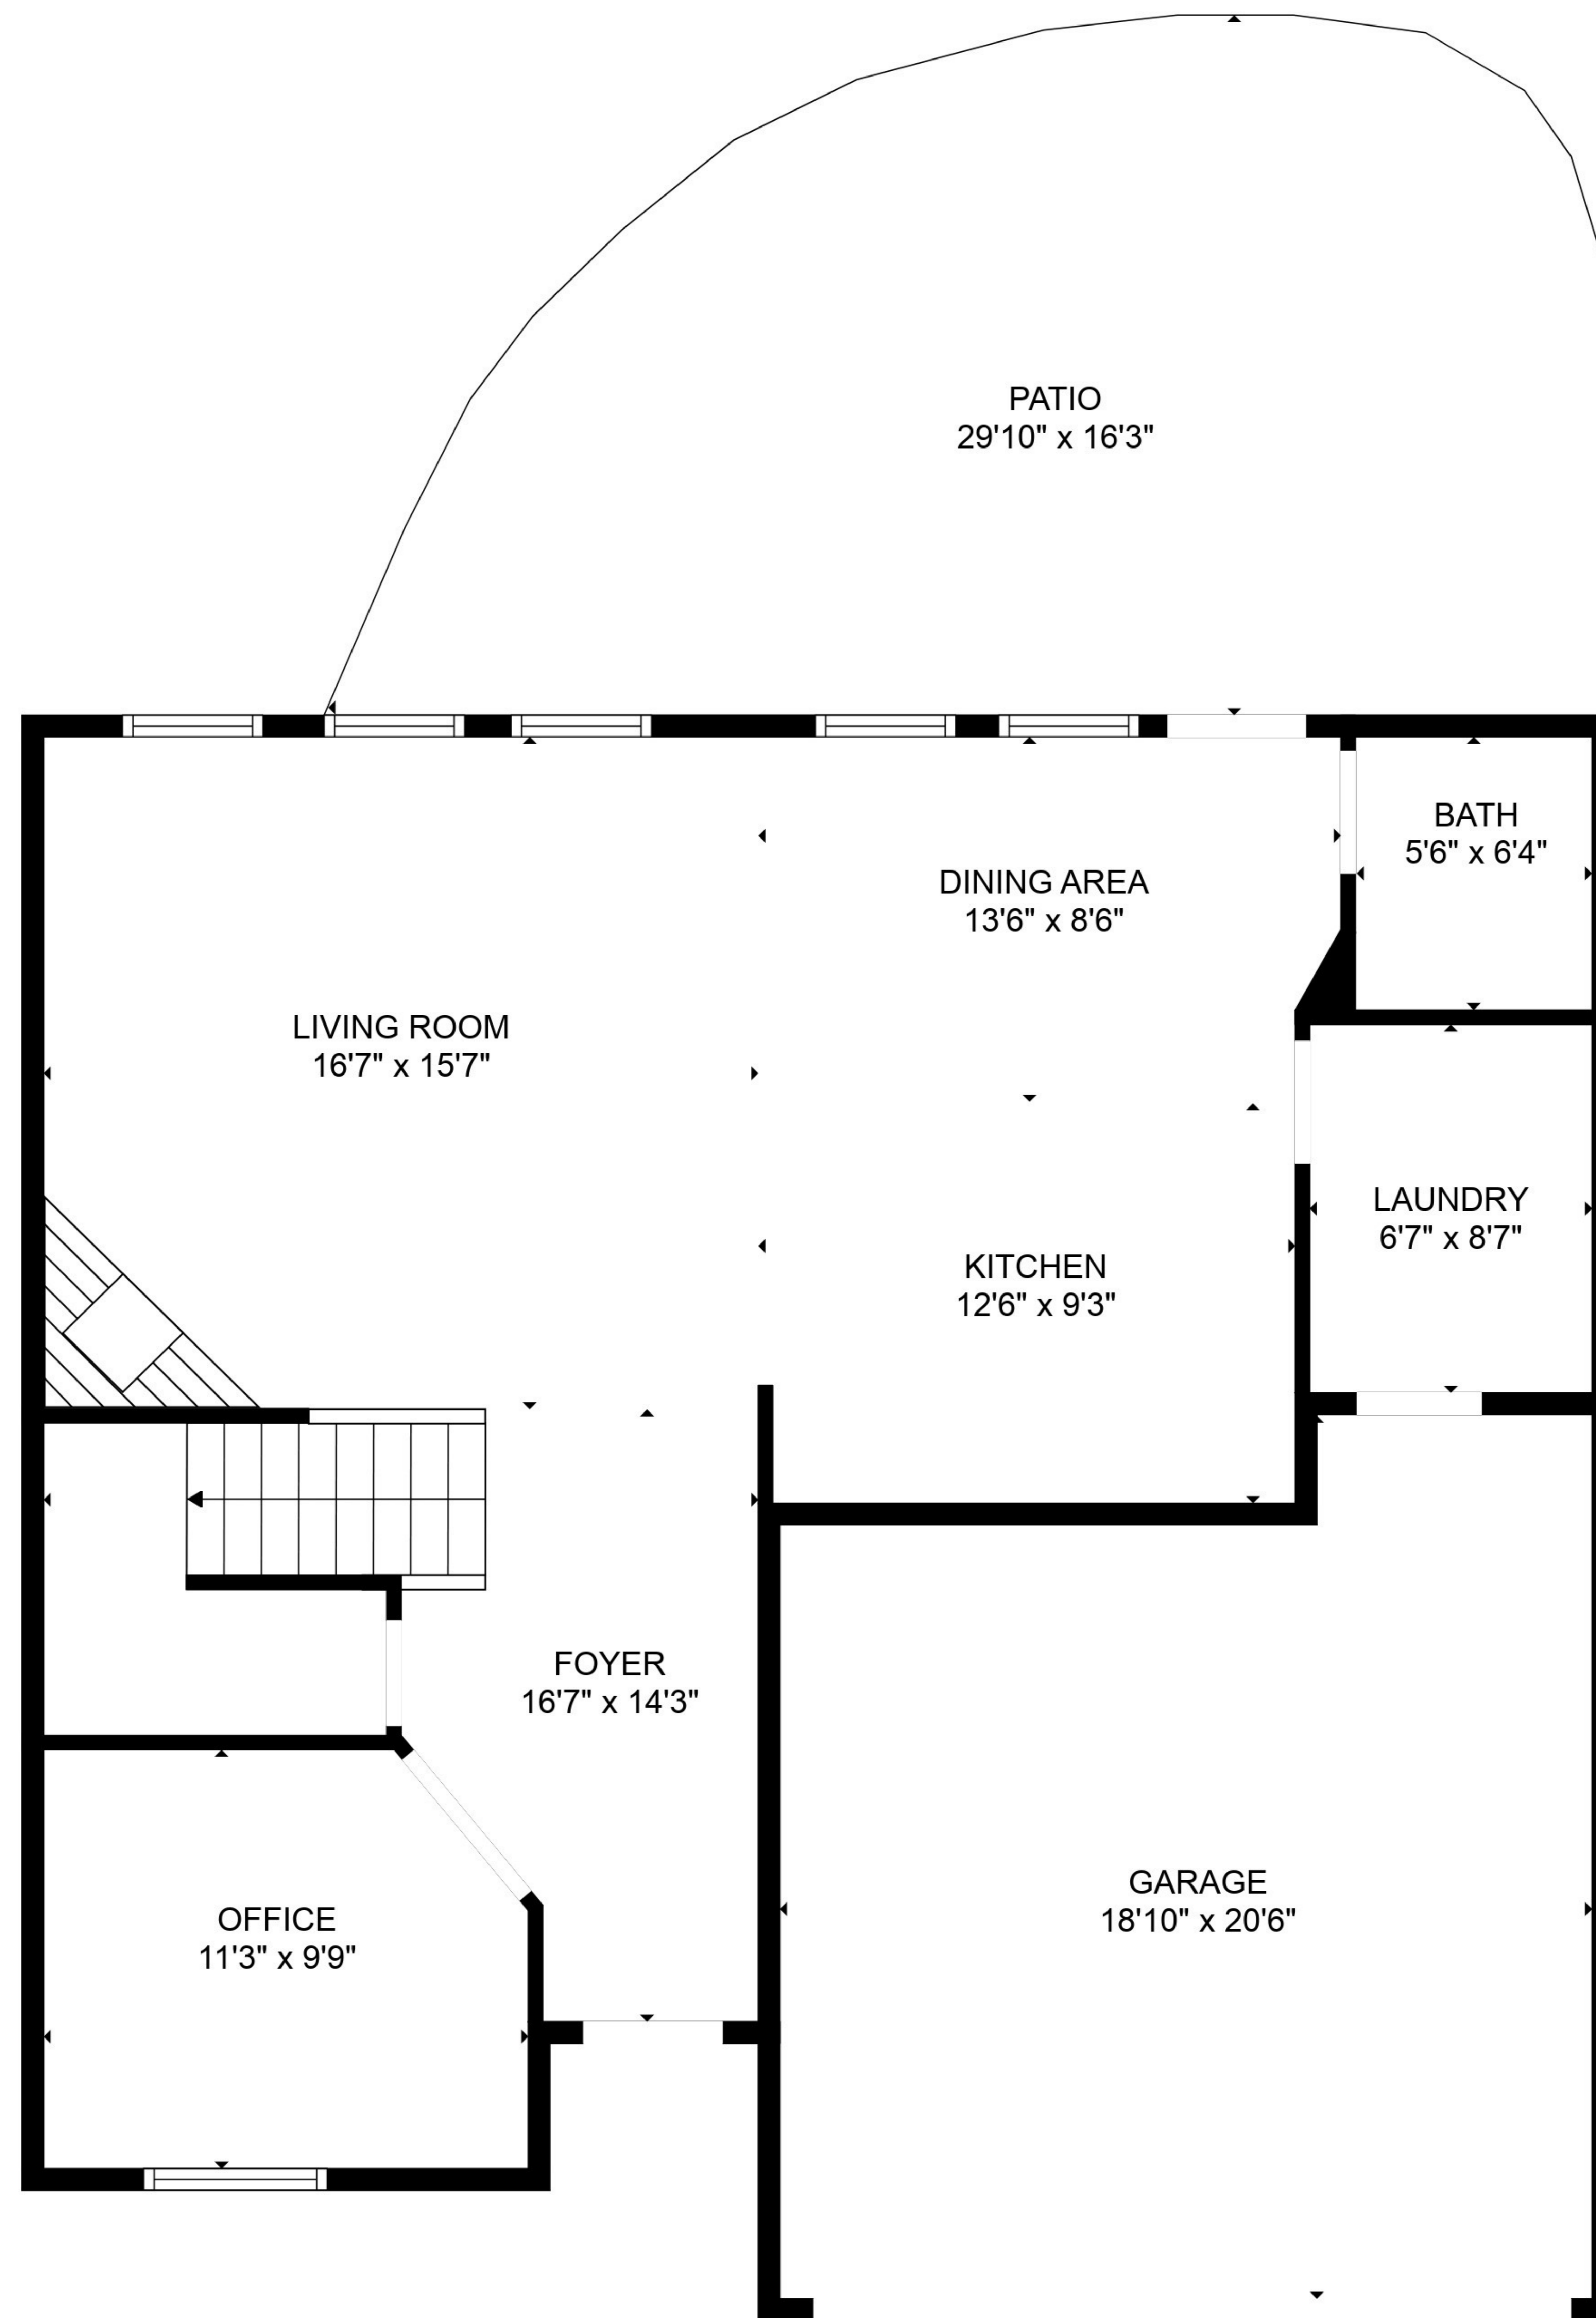 PATIO
29'10" x 16'3"
BATH
5'6" x 6'4"
DINING AREA
13'6" x 8'6"
LIVING ROOM
16'7" x 15'7"
LAUNDRY
6'7" x 8'7"
KITCHEN
12'6" x 9'3"
FOYER
16'7" x 14'3"
GARAGE
18'10" x 20'6"
OFFICE
11'3" x 9'9"